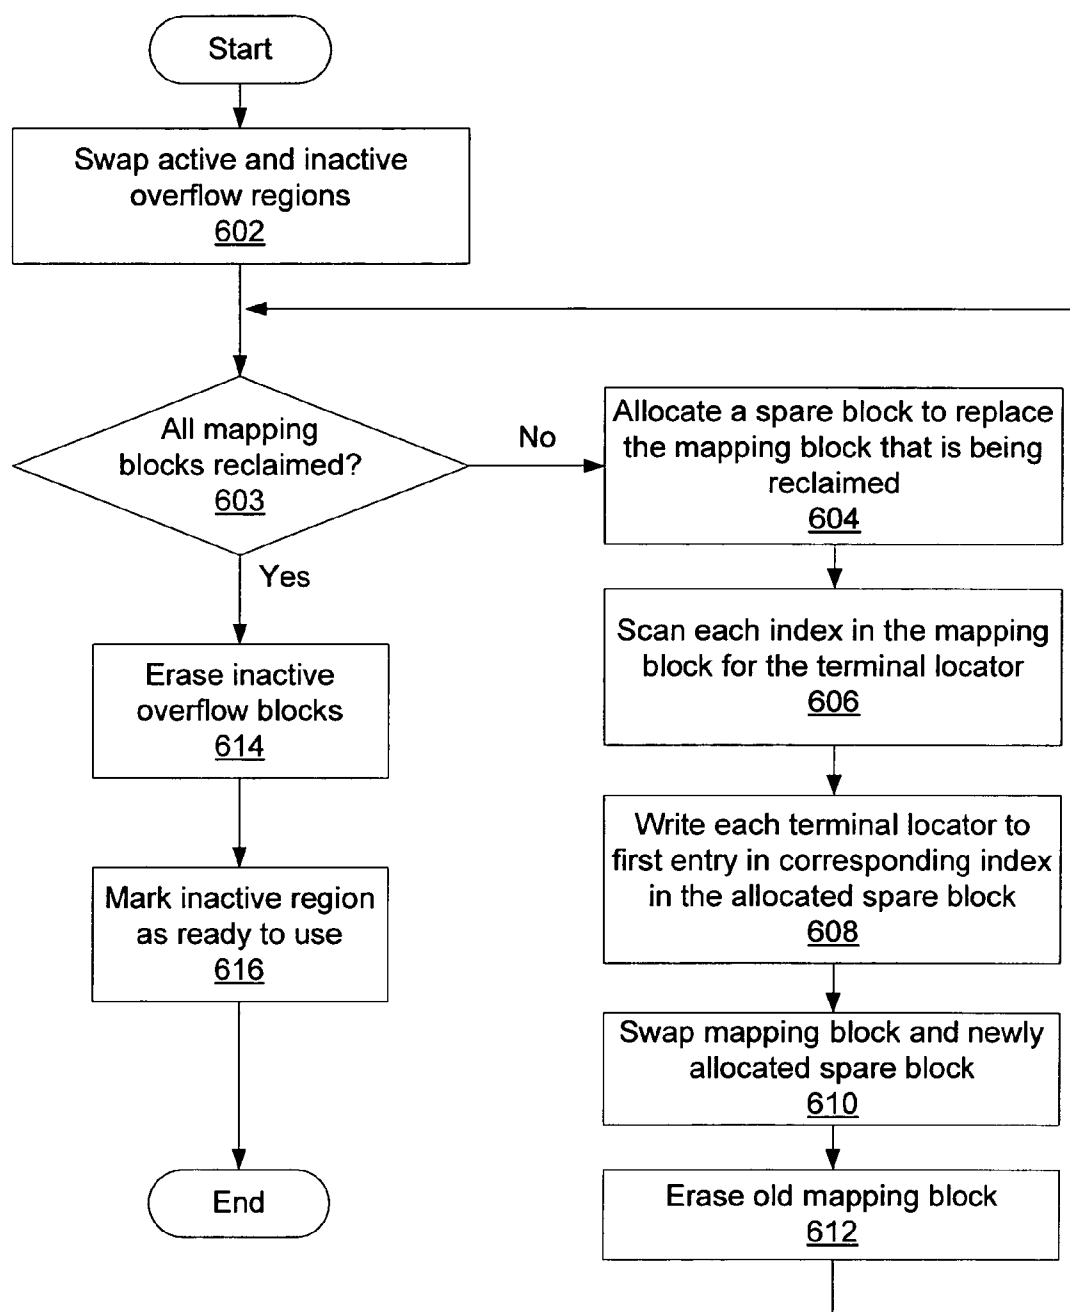 Start
Swap active and inactive
overflow regions
602
All mapping
blocks reclaimed?
603
No
Yes
Allocate a spare block to replace
the mapping block that is being
reclaimed
604
Scan each index in the mapping
block for the terminal locator
606
Write each terminal locator to
first entry in corresponding index
in the allocated spare block
608
Swap mapping block and newly
allocated spare block
610
Erase old mapping block
612
Erase inactive
overflow blocks
614
Mark inactive region
as ready to use
616
End